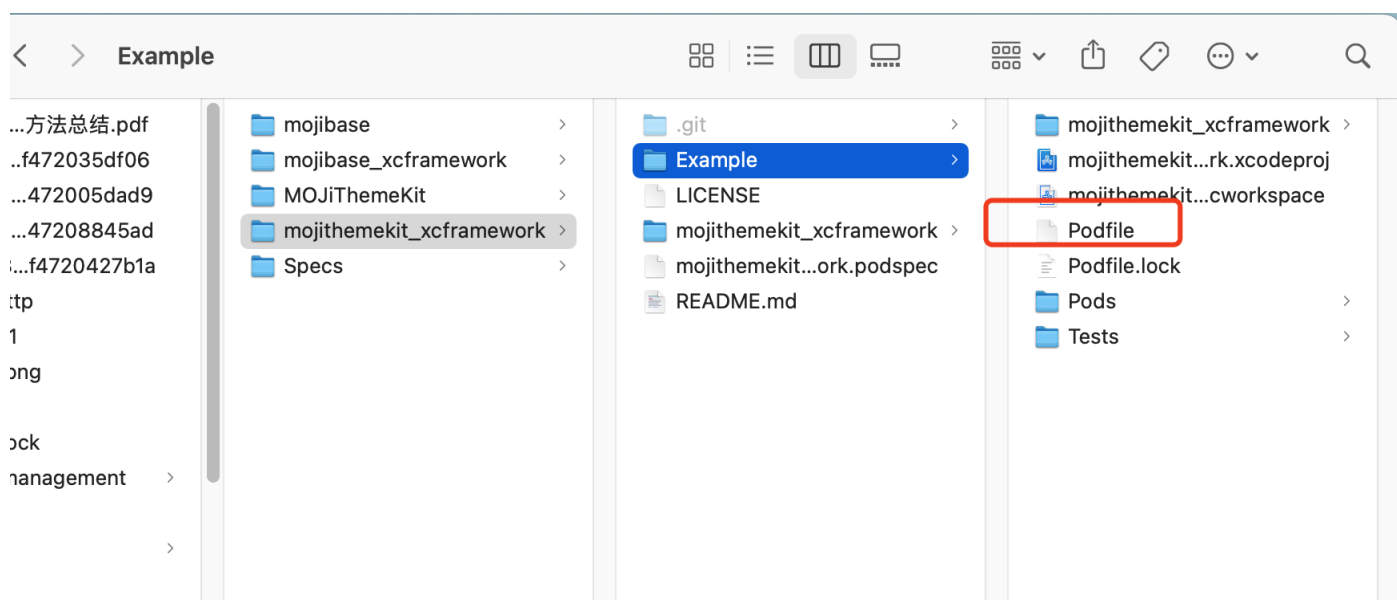 Example
...方法总结.pdf
...f472035df06
...472005dad9
...47208845ad
...f4720427b1a
ttp
1
ock
management
mojibase
mojibase_xcframework
MOJiThemeKit
mojithemekit_xcframework
Specs
.git
Example
LICENSE
mojithemekit_xcframework
mojithemekit...ork.podspec
README.md
mojithemekit_xcframework
mojithemekit...rk.xcodeproj
mojithemekit...cworkspace
Podfile
Podfile.lock
Pods
Tests